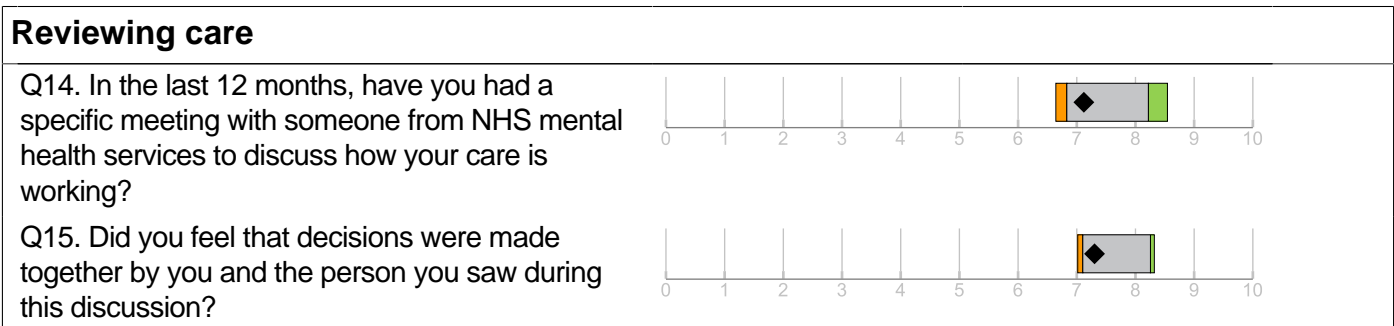 Reviewing care
Q14. In the last 12 months, have you had a
specific meeting with someone from NHS mental
health services to discuss how your care is
working?
0 1 2 3 4 5 6 7 8 9 10
Q15. Did you feel that decisions were made
together by you and the person you saw during
this discussion?
0 1 2 3 4 5 6 7 8 9 10